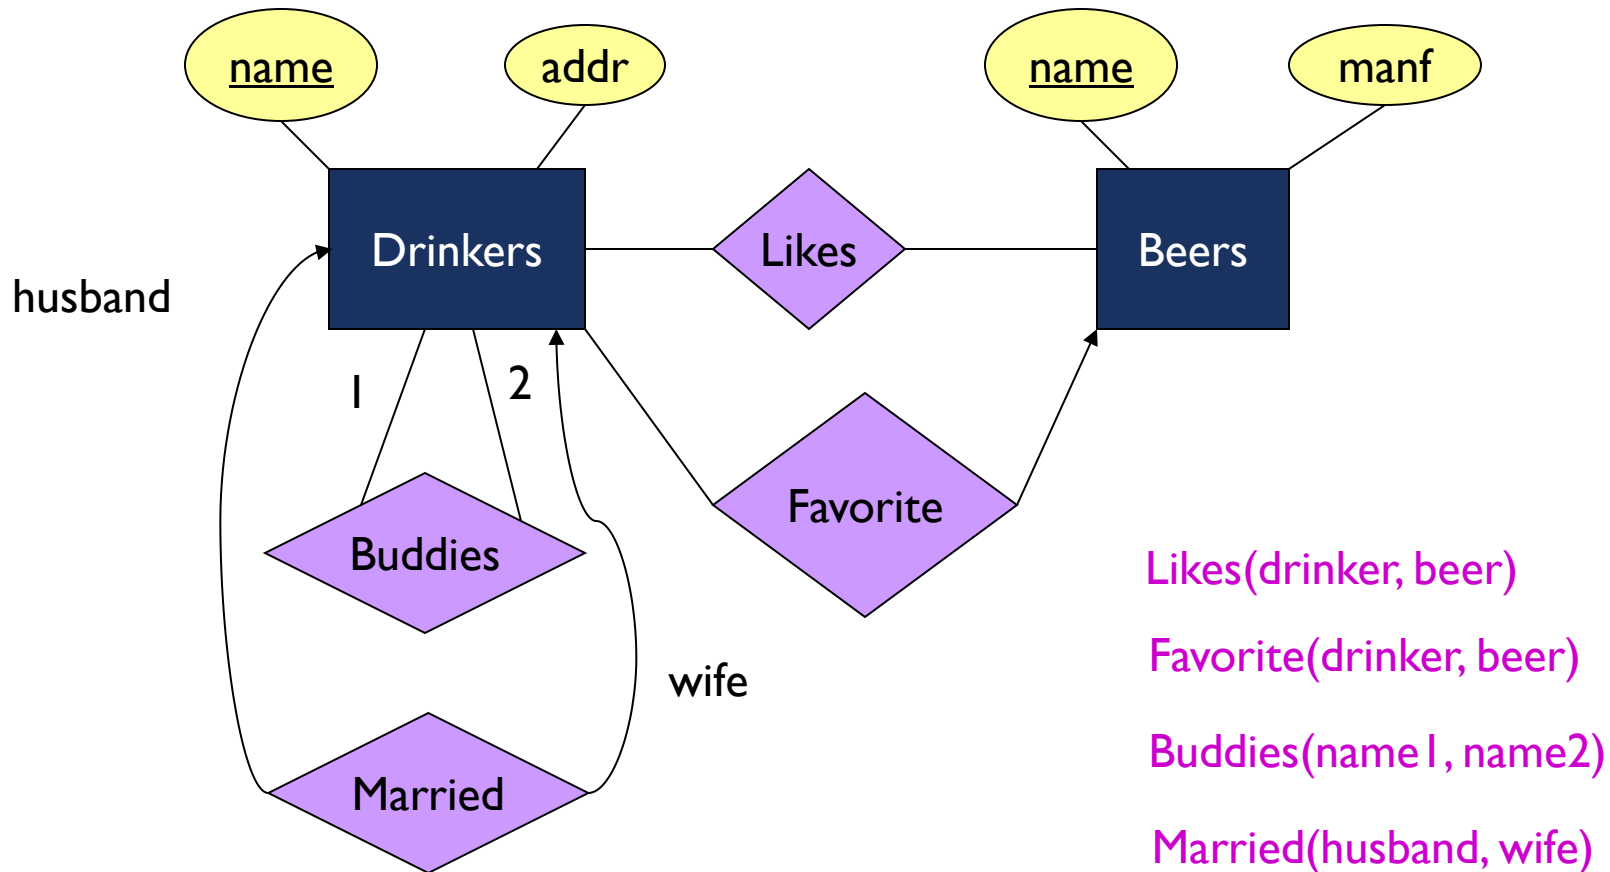 name
addr
name
manf
Drinkers
Likes
Beers
husband
1
2
Favorite
Buddies
Likes(drinker, beer)
Favorite(drinker, beer)
wife
Buddies(name1, name2)
Married
Married(husband, wife)